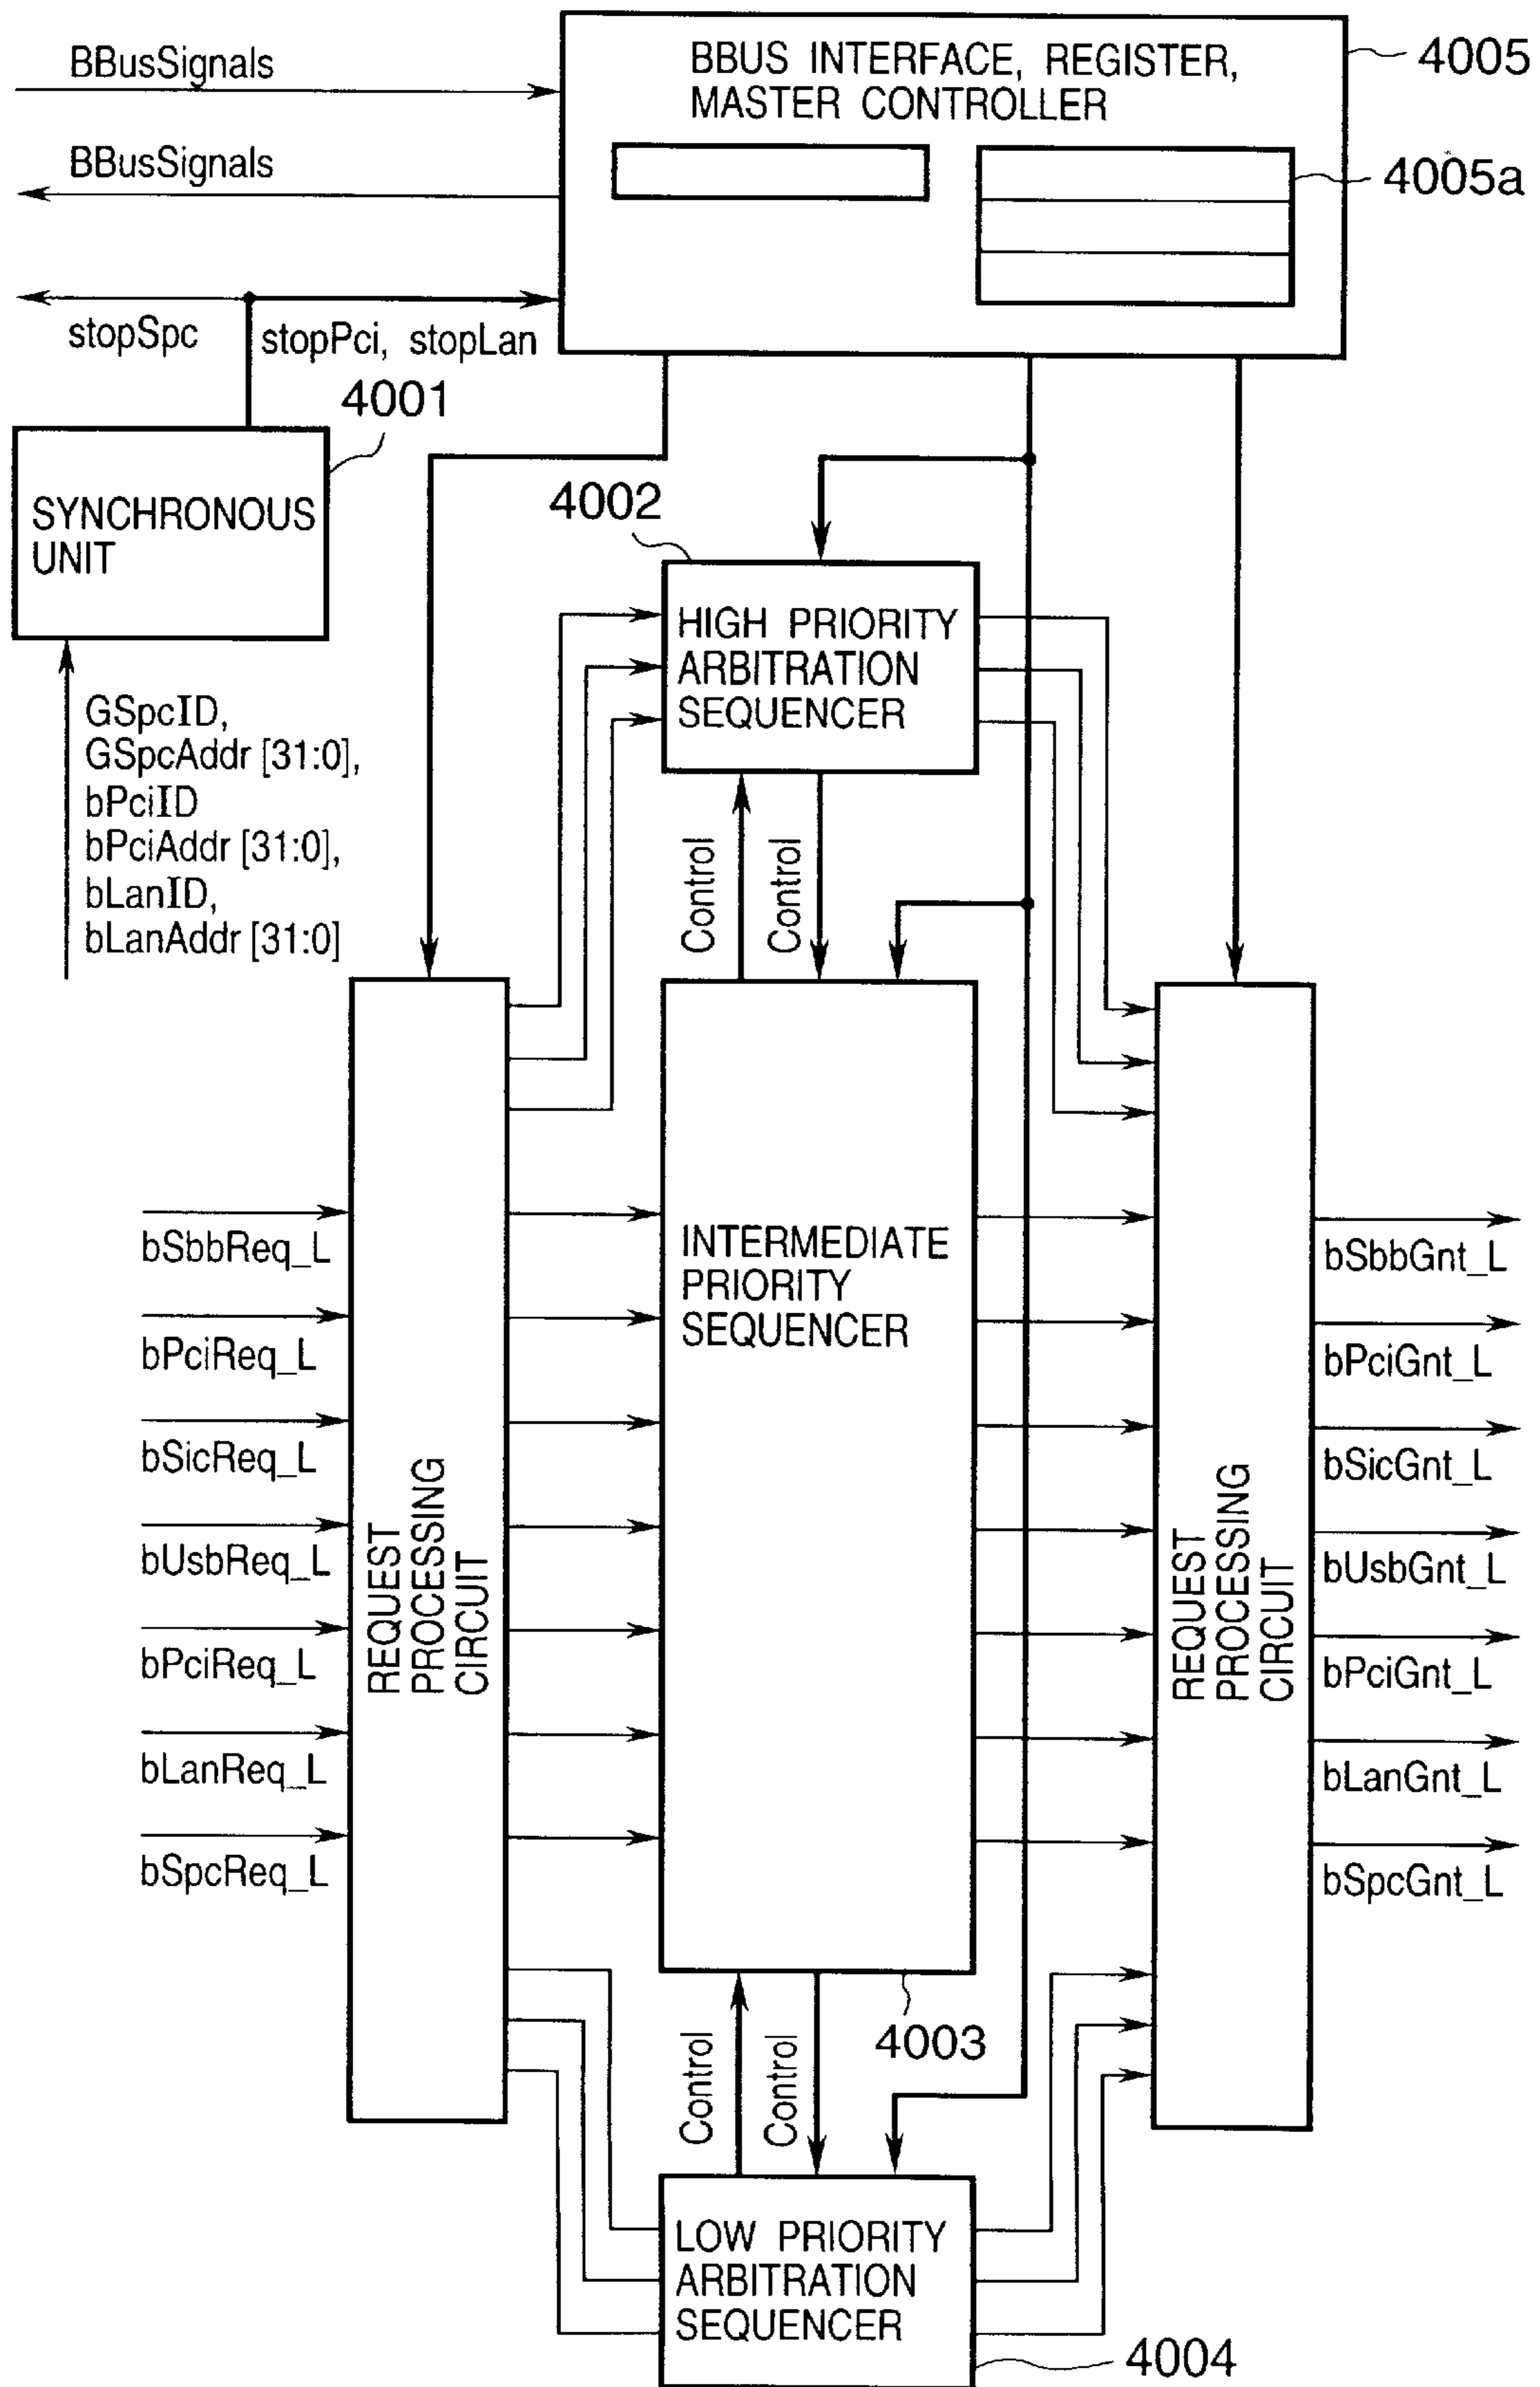 BBusSignals
BBUS INTERFACE, REGISTER,
MASTER CONTROLLER
4005
BBusSignals
4005a
stopSpc
stopPci, stopLan
4001
SYNCHRONOUS
UNIT
4002
HIGH PRIORITY
ARBITRATION
SEQUENCER
GSpcID,
GSpcAddr [31:0],
bPciID
bPciAddr [31:0],
bLanID,
bLanAddr [31:0]
Control
Control
bSbbReq_L
bPciReq_L
bSicReq_L
bUsbReq_L
bPciReq_L
bLanReq_L
bSpcReq_L
REQUEST
PROCESSING
CIRCUIT
INTERMEDIATE
PRIORITY
SEQUENCER
REQUEST
PROCESSING
CIRCUIT
bSbbGnt_L
bPciGnt_L
bSicGnt_L
bUsbGnt_L
bPciGnt_L
bLanGnt_L
bSpcGnt_L
4003
Control
Control
LOW PRIORITY
ARBITRATION
SEQUENCER
4004